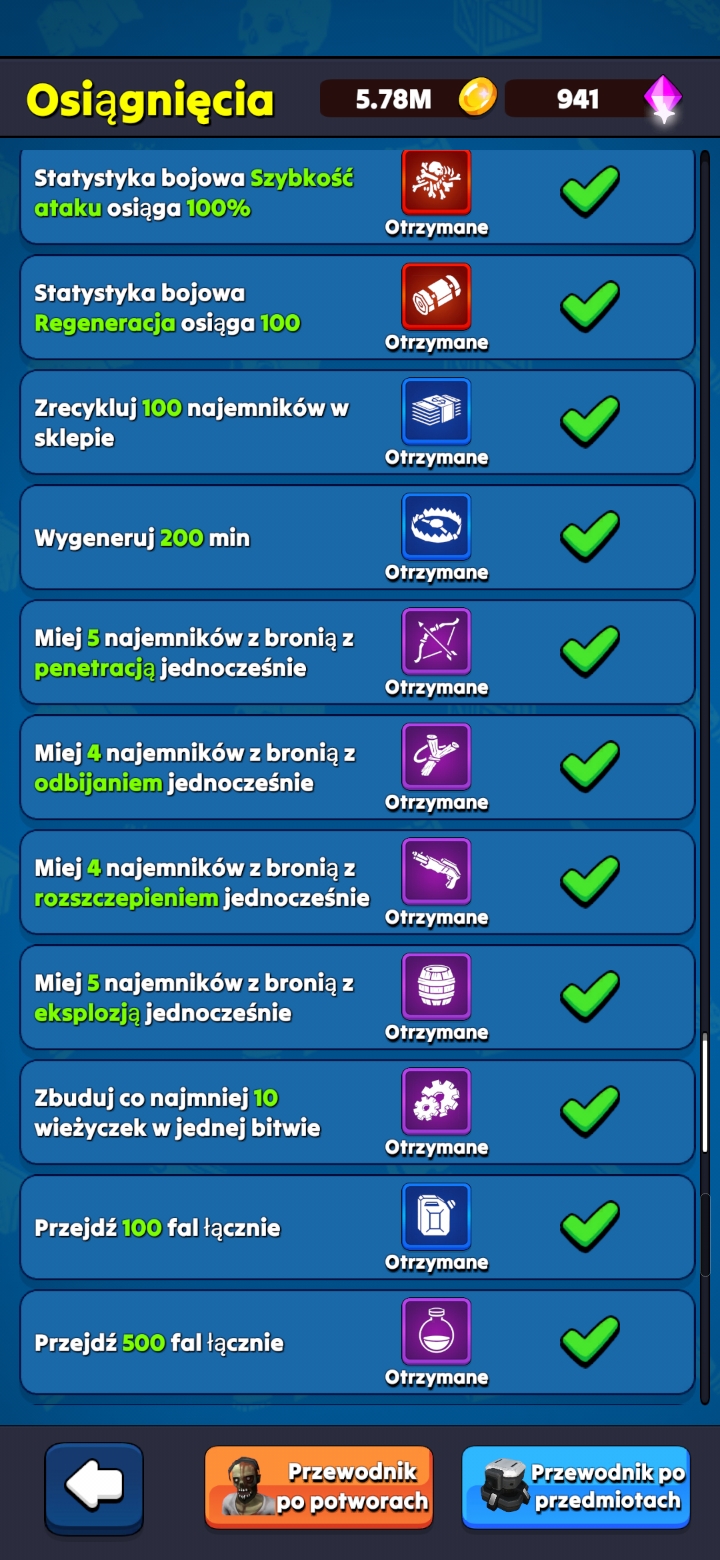 Osiągnięcia
5.78M
941
Statystyka bojowa Szybkość
ataku osiąga 100%
Otrzymane
Statystyka bojowa
Regeneracja osiąga 100
Otrzymane
Zrecykluj 100 najemników w
sklepie
Otrzymane
Wygeneruj 200 min
Otrzymane
Miej 5 najemników z bronią z
penetracją jednocześnie
Otrzymane
Miej 4 najemników z bronią z
odbijaniem jednocześnie
Otrzymane
Miej 4 najemników z bronią z
rozszczepieniem jednocześnie
Otrzymane
Miej 5 najemników z bronią z
eksplozją jednocześnie
Otrzymane
Zbuduj co najmniej 10
wieżyczek w jednej bitwie
Otrzymane
Przejdź 100 fal łącznie
Otrzymane
Przejdź 500 fal łącznie
Otrzymane
Przewodnik
po potworach
Przewodnik po
przedmiotach